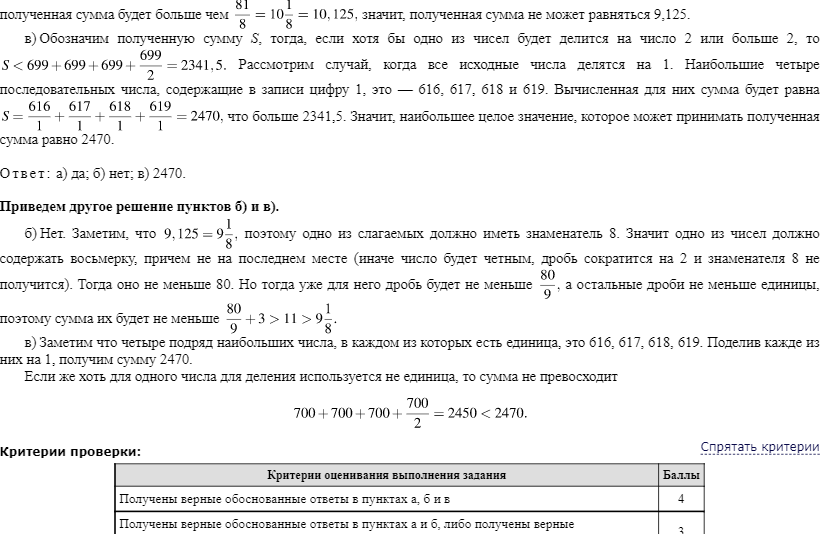 полученная сумма будет больше чем 81/8 = 10 1/8 = 10,125, значит, полученная сумма не может равняться 9,125.
в) Обозначим полученную сумму S, тогда, если хотя бы одно из чисел будет делится на число 2 или больше 2, то
S < 699 + 699 + 699 + 699/2 = 2341,5. Рассмотрим случай, когда все исходные числа делятся на 1. Наибольшие четыре
последовательных числа, содержащие в записи цифру 1, это — 616, 617, 618 и 619. Вычисленная для них сумма будет равна
S = 616/1 + 617/1 + 618/1 + 619/1 = 2470, что больше 2341,5. Значит, наибольшее целое значение, которое может принимать полученная
сумма равно 2470.
Ответ: а) да; б) нет; в) 2470.
Приведем другое решение пунктов б) и в).
б) Нет. Заметим, что 9,125 = 9 1/8, поэтому одно из слагаемых должно иметь знаменатель 8. Значит одно из чисел должно
содержать восьмерку, причем не на последнем месте (иначе число будет четным, дробь сократится на 2 и знаменателя 8 не
получится). Тогда оно не меньше 80. Но тогда уже для него дробь будет не меньше 80/9, а остальные дроби не меньше единицы,
поэтому сумма их будет не меньше 80/9 + 3 > 11 > 9 1/8.
в) Заметим что четыре подряд наибольших числа, в каждом из которых есть единица, это 616, 617, 618, 619. Поделив кажде из
них на 1, получим сумму 2470.
Если же хоть для одного числа для деления используется не единица, то сумма не превосходит
700 + 700 + 700 + 700/2 = 2450 < 2470.
Спрятать критерии
Критерии проверки:
Критерии оценивания выполнения задания Баллы
Получены верные обоснованные ответы в пунктах а, б и в 4
Получены верные обоснованные ответы в пунктах а и б, либо получены верные 3